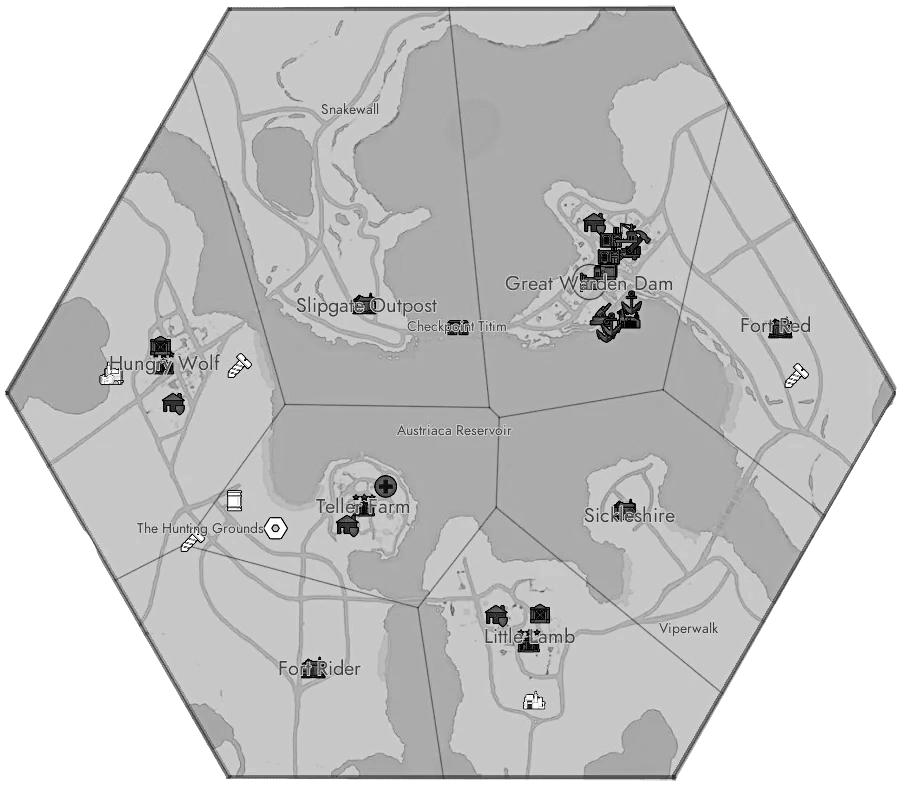 Snakewall
Great Warden Dam
Slipgate Outpost
Checkpoint Titim
Fort Red
Hungry Wolf
Austriaca Reservoir
Teller Farm
Sickleshire
The Hunting Grounds
Viperwalk
Little Lamb
Fort Rider